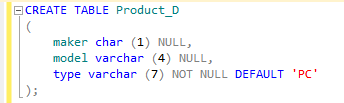 CREATE TABLE Product_D
(
maker char (1) NULL,
model varchar (4) NULL,
type varchar (7) NOT NULL DEFAULT 'PC'
);